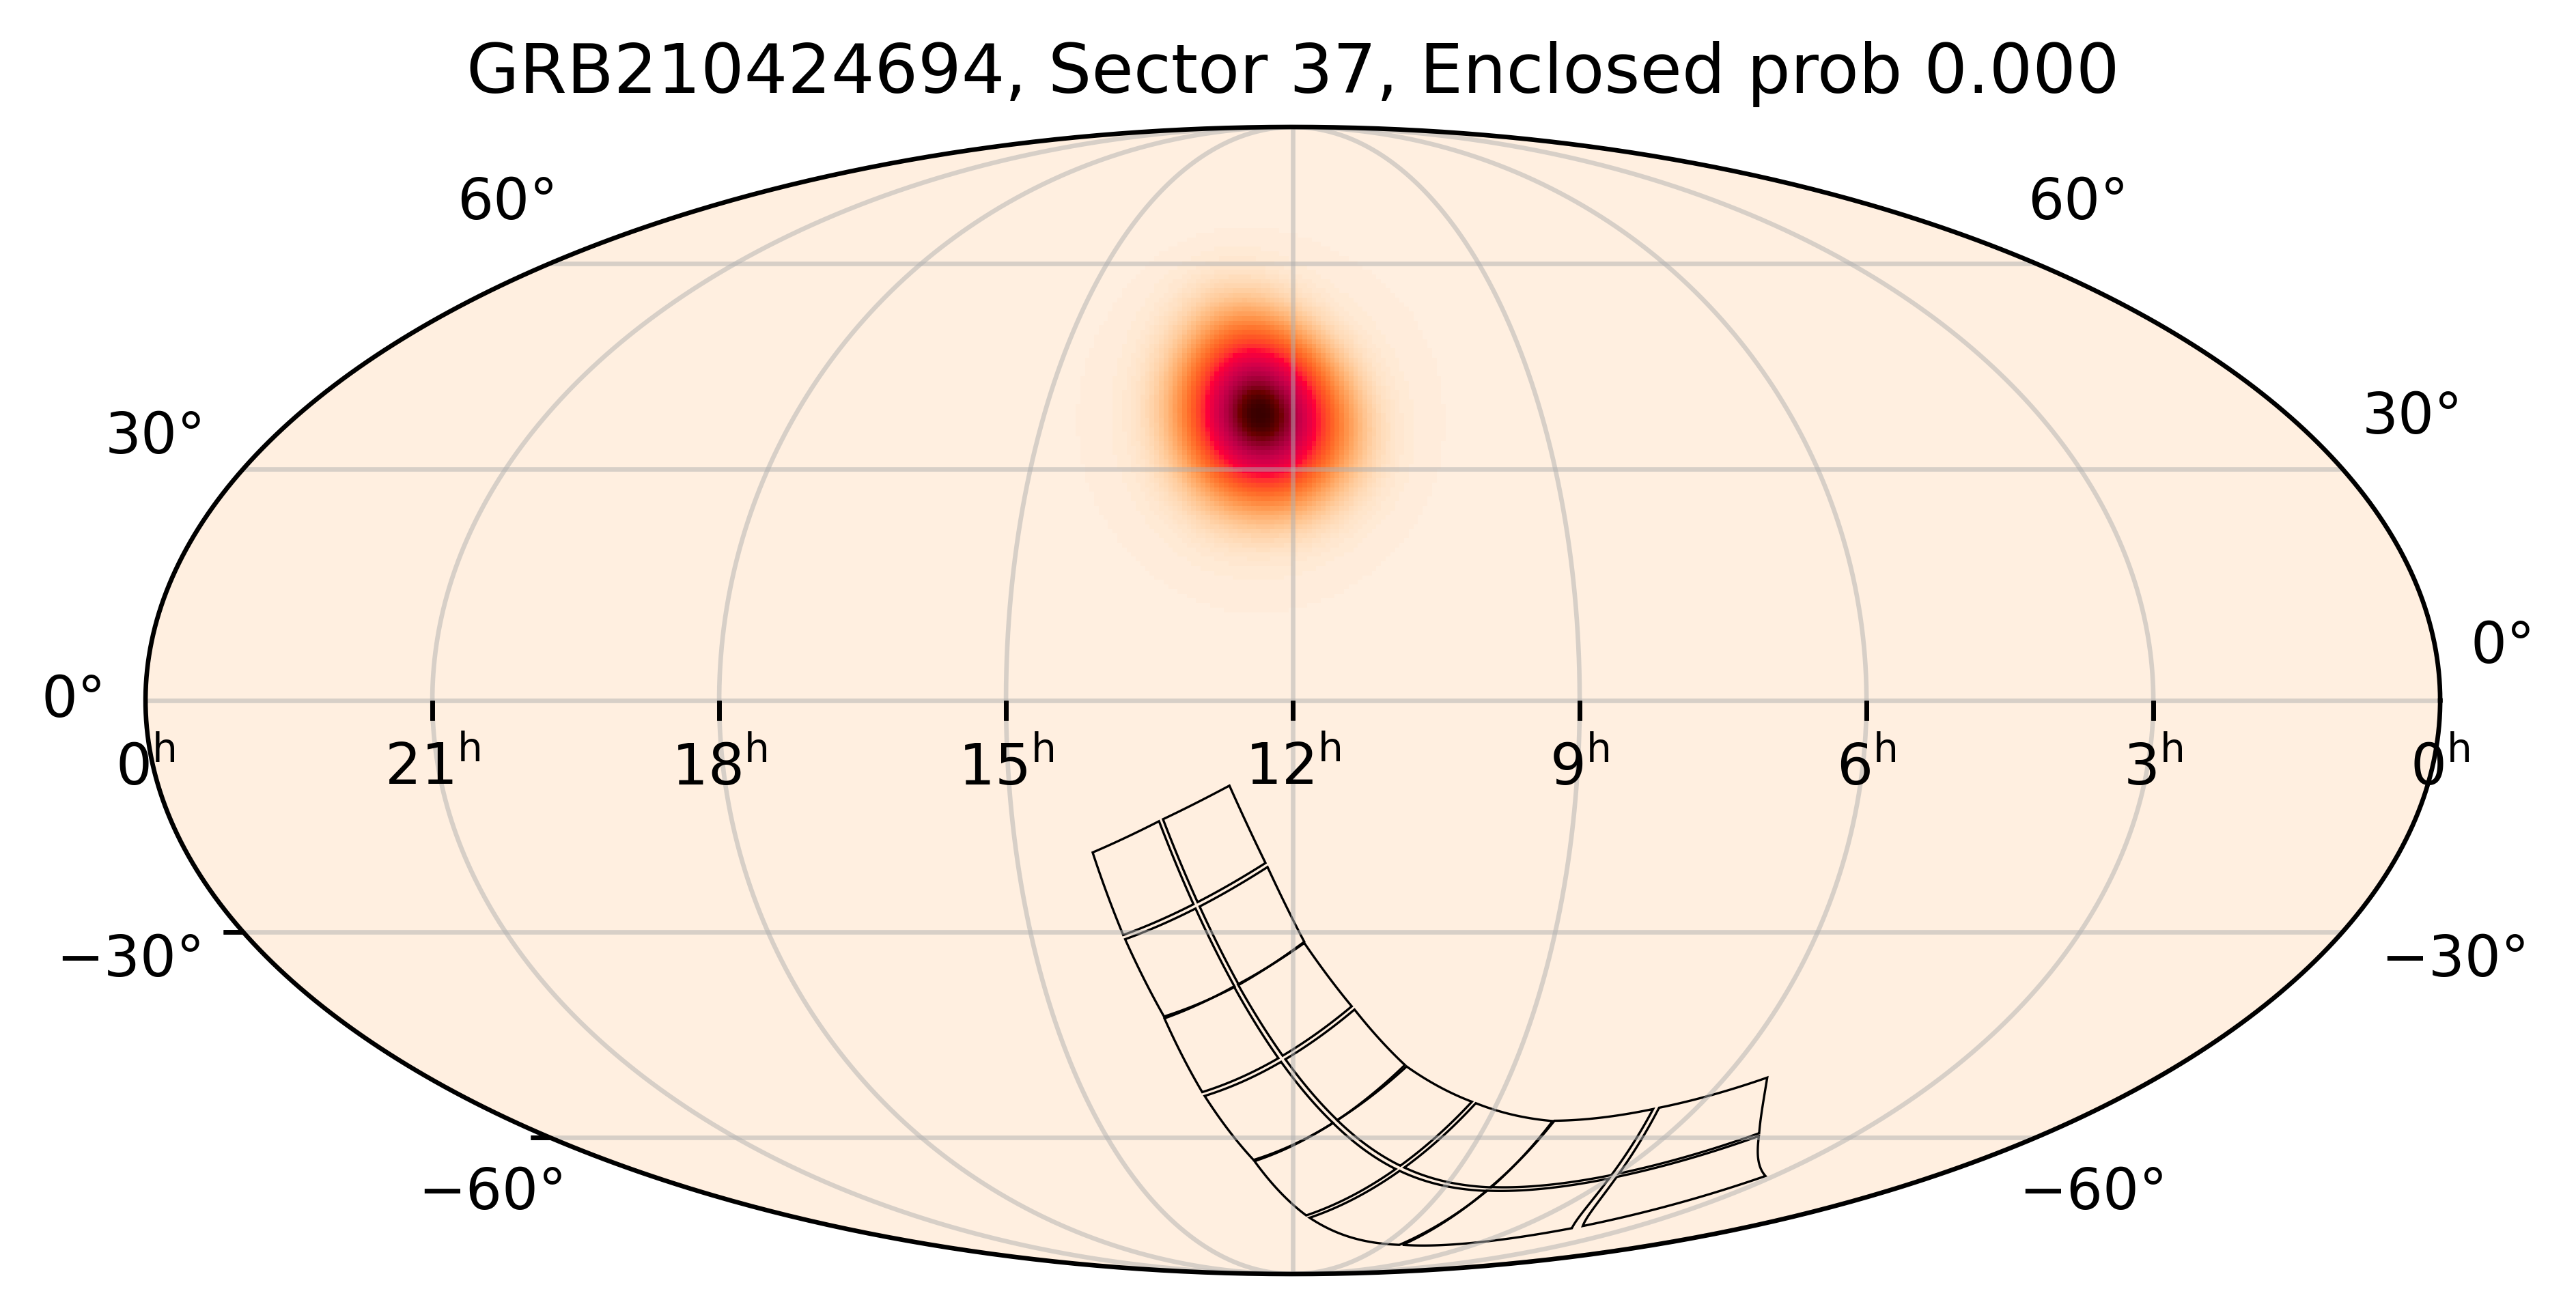 GRB210424694, Sector 37, Enclosed prob 0.000
60° 60°
30° 30°
0° 0°
0ʰ 21ʰ 18ʰ 15ʰ 12ʰ 9ʰ 6ʰ 3ʰ 0ʰ
−30° −30°
−60° −60°